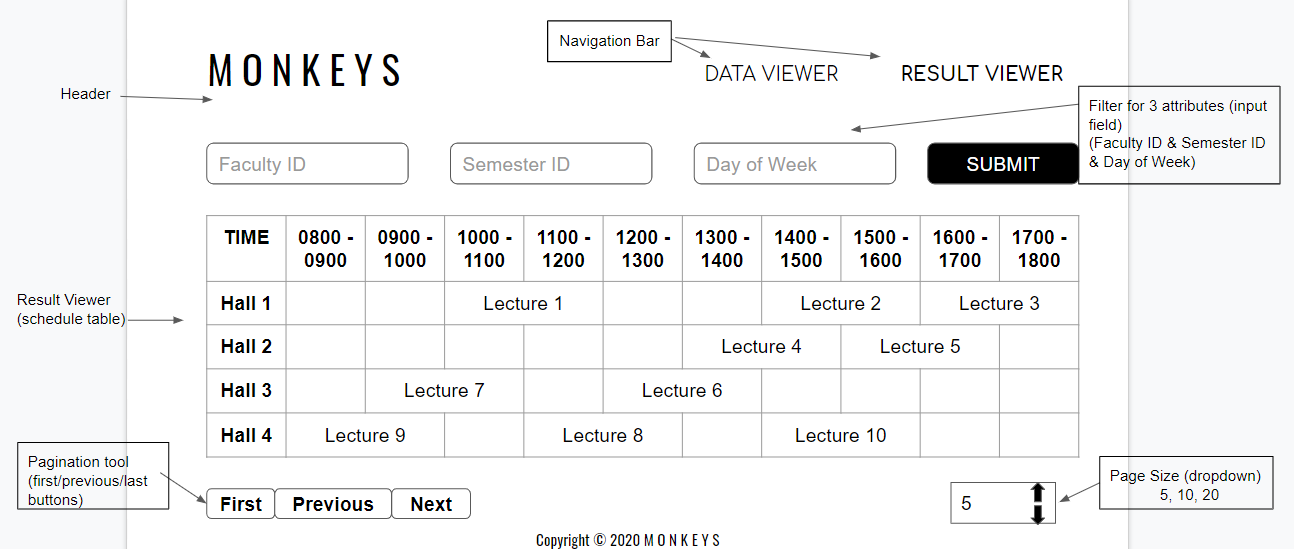 Navigation Bar
M O N K E Y S
DATA VIEWER RESULT VIEWER
Header
Filter for 3 attributes (input
field)
(Faculty ID & Semester ID
& Day of Week)
Faculty ID Semester ID Day of Week SUBMIT
TIME 0800 - 0900 - 1000 - 1100 - 1200 - 1300 - 1400 - 1500 - 1600 - 1700 -
0900 1000 1100 1200 1300 1400 1500 1600 1700 1800
Result Viewer
(schedule table)
Hall 1 Lecture 1 Lecture 2 Lecture 3
Hall 2 Lecture 4 Lecture 5
Hall 3 Lecture 7 Lecture 6
Hall 4 Lecture 9 Lecture 8 Lecture 10
Pagination tool
(first/previous/last
buttons)
First Previous Next
5
Page Size (dropdown)
5, 10, 20
Copyright © 2020 M O N K E Y S